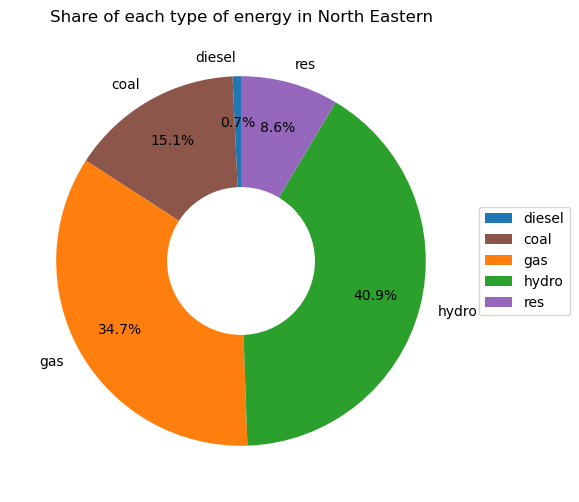 Share of each type of energy in North Eastern
diesel
res
coal
0.7%
8.6%
15.1%
diesel
coal
gas
hydro
res
40.9%
hydro
34.7%
gas